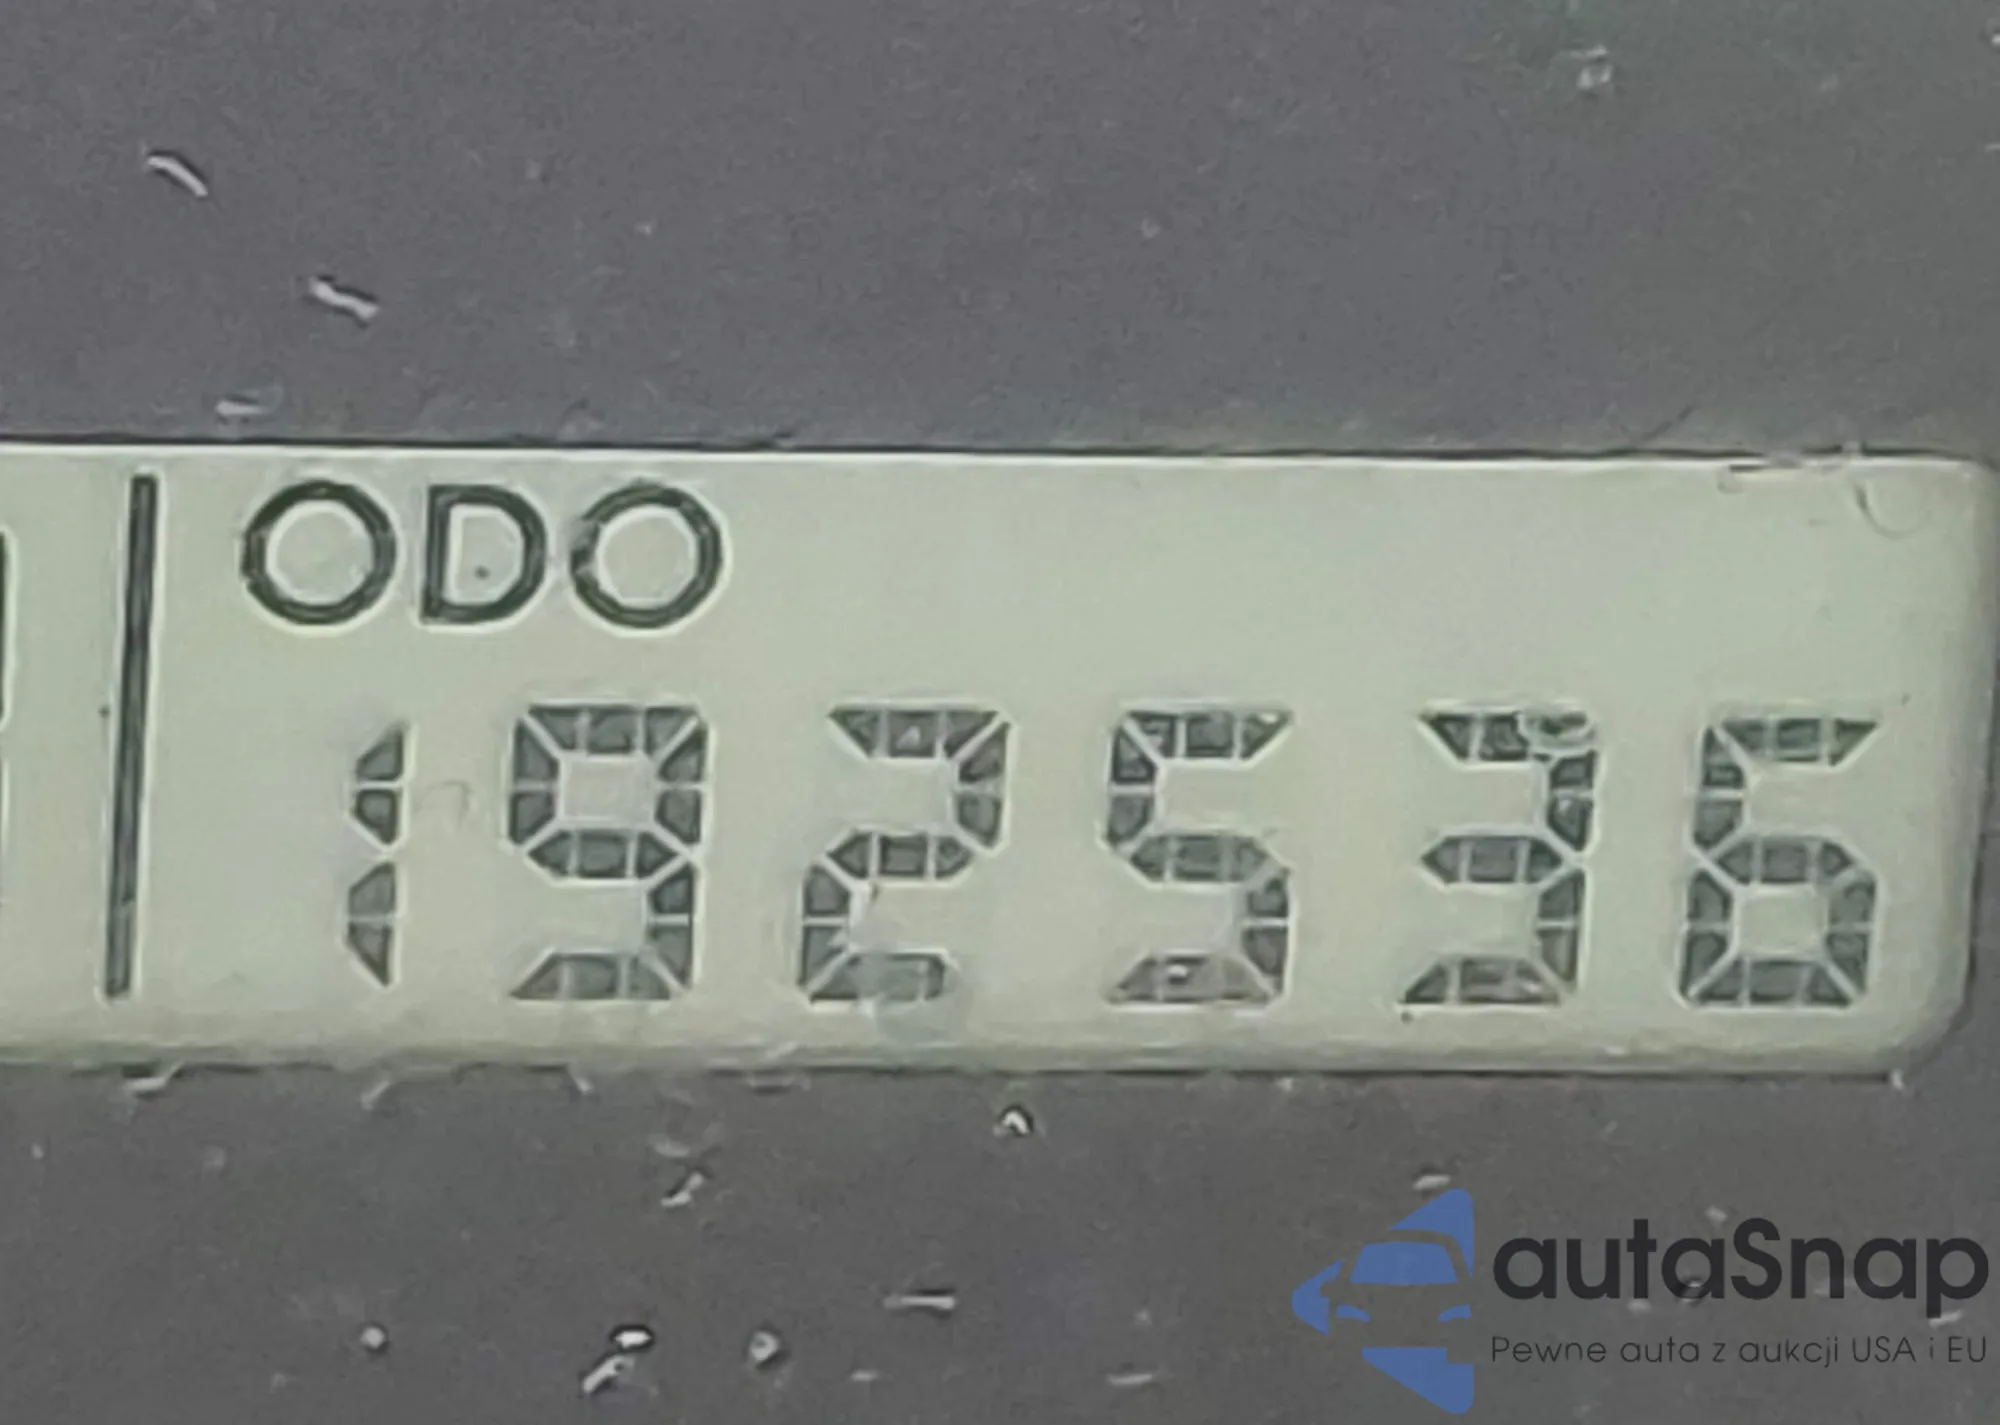 ODO
192536
autaSnap
Pewne auta z aukcji USA i EU